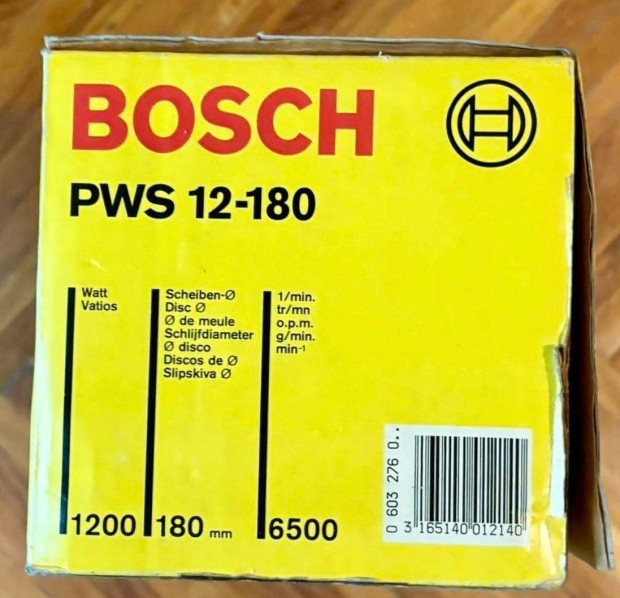 BOSCH
PWS 12-180
Watt
Vatios
Scheiben-Ø
Disc Ø
Ø de meule
Schlijfdiameter
Ø disco
Discos de Ø
Slipskiva Ø
1/min.
tr/mn
o.p.m.
g/min.
min-1
1200
180 mm
6500
0 603 276 0..
3 165140 012140